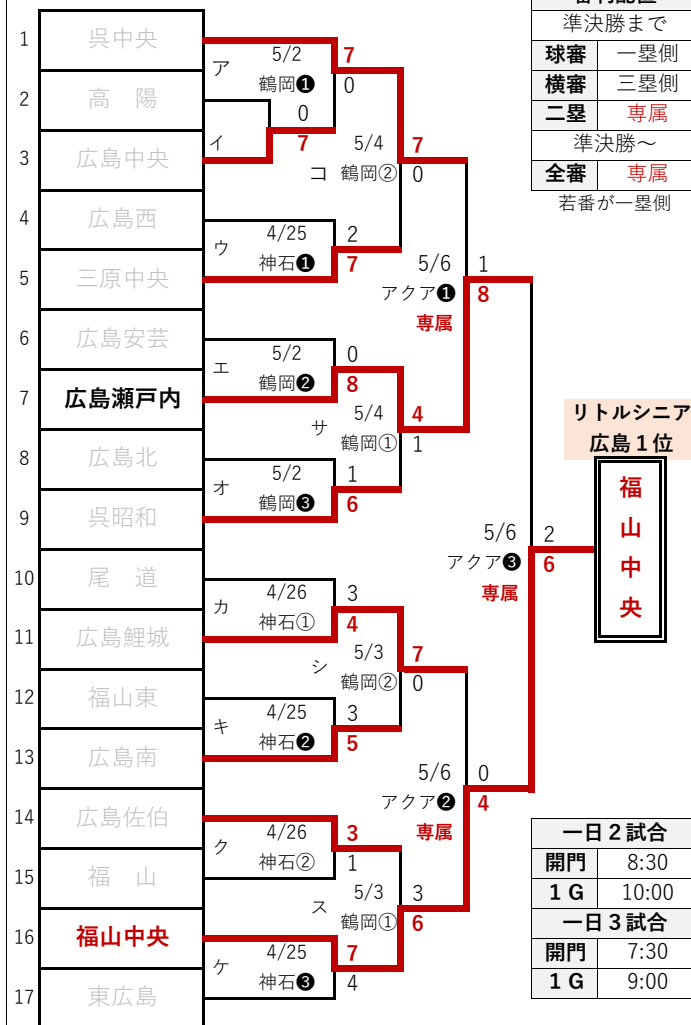 審判配置
準決勝まで
球審 一塁側
横審 三塁側
二塁 専属
準決勝～
全審 専属
若番が一塁側
1 呉中央
2 高 陽
3 広島中央
4 広島西
5 三原中央
6 広島安芸
7 広島瀬戸内
8 広島北
9 呉昭和
10 尾 道
11 広島鯉城
12 福山東
13 広島南
14 広島佐伯
15 福 山
16 福山中央
17 東広島
ア 5/2 7
鶴岡❶ 0
イ 0
7
コ 5/4 7
鶴岡② 0
ウ 4/25 2
神石❶ 7
5/6 1
アクア❶ 8
専属
エ 5/2 0
鶴岡❷ 8
サ 5/4 4
鶴岡① 1
オ 5/2 1
鶴岡❸ 6
カ 4/26 3
神石① 4
シ 5/3 7
鶴岡② 0
キ 4/25 3
神石❷ 5
5/6 0
アクア❷ 4
専属
ク 4/26 3
神石② 1
ス 5/3 3
鶴岡① 6
ケ 4/25 7
神石❸ 4
5/6 2
アクア❸ 6
専属
リトルシニア
広島１位
福山中央
一日２試合
開門 8:30
１Ｇ 10:00
一日３試合
開門 7:30
１Ｇ 9:00